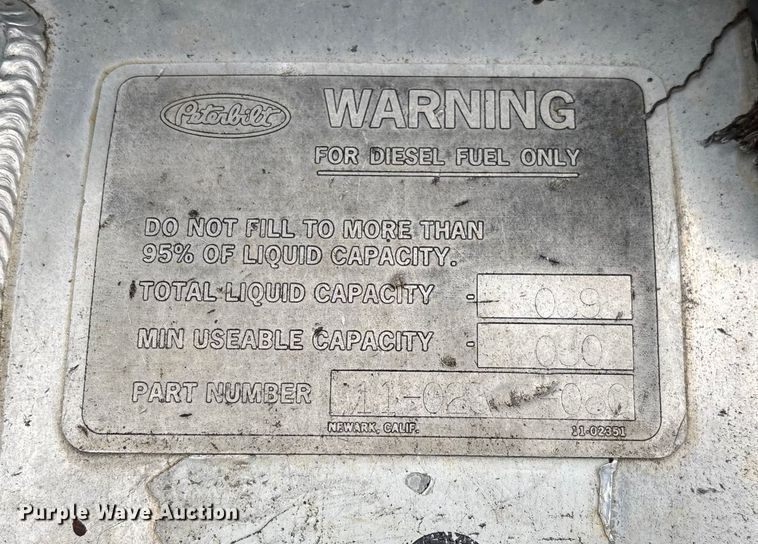 Peterbilt
WARNING
FOR DIESEL FUEL ONLY
DO NOT FILL TO MORE THAN
95% OF LIQUID CAPACITY.
TOTAL LIQUID CAPACITY -
MIN USEABLE CAPACITY -
PART NUMBER
NEWARK, CALIF.
11-02351
Purple Wave Auction